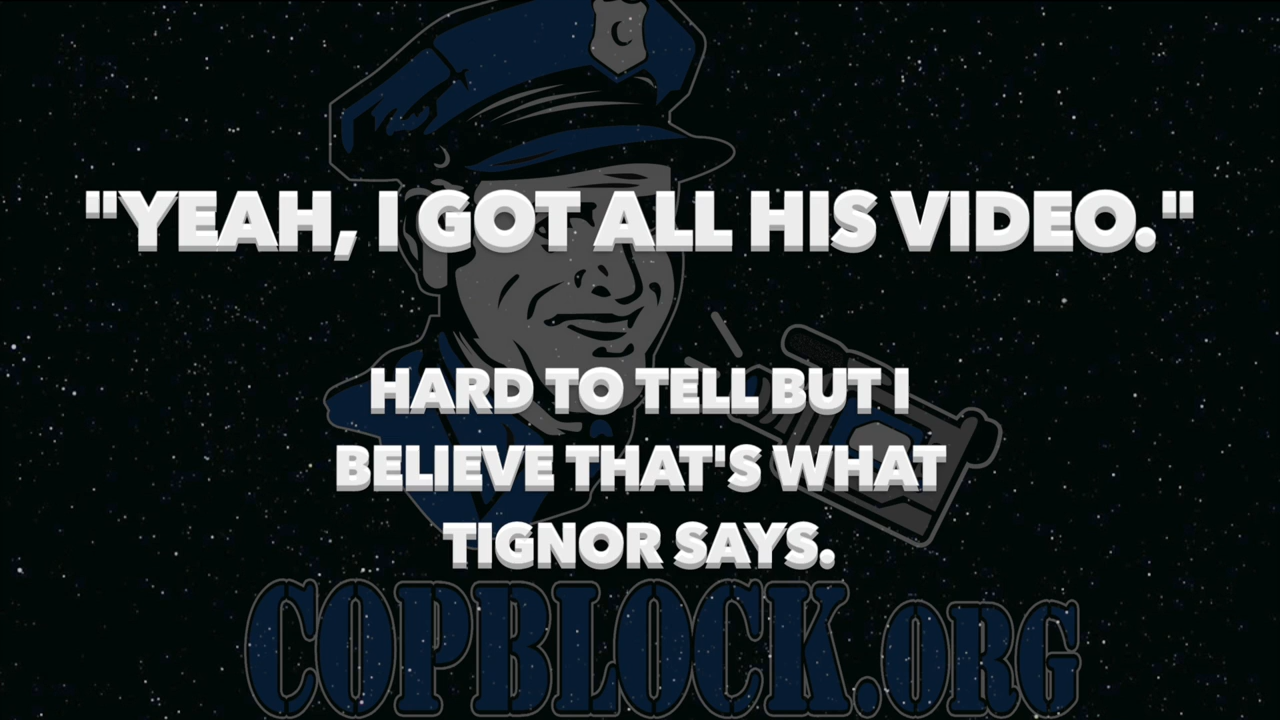 "YEAH, I GOT ALL HIS VIDEO."
HARD TO TELL BUT I
BELIEVE THAT'S WHAT
TIGNOR SAYS.
COPBLOCK.ORG